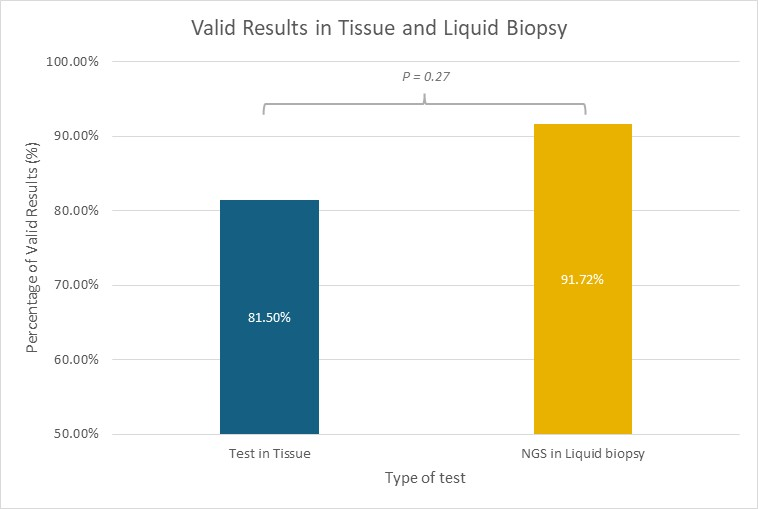 Valid Results in Tissue and Liquid Biopsy
100.00%
P = 0.27
90.00%
80.00%
70.00%
60.00%
50.00%
Percentage of Valid Results (%)
81.50%
91.72%
Test in Tissue
NGS in Liquid biopsy
Type of test